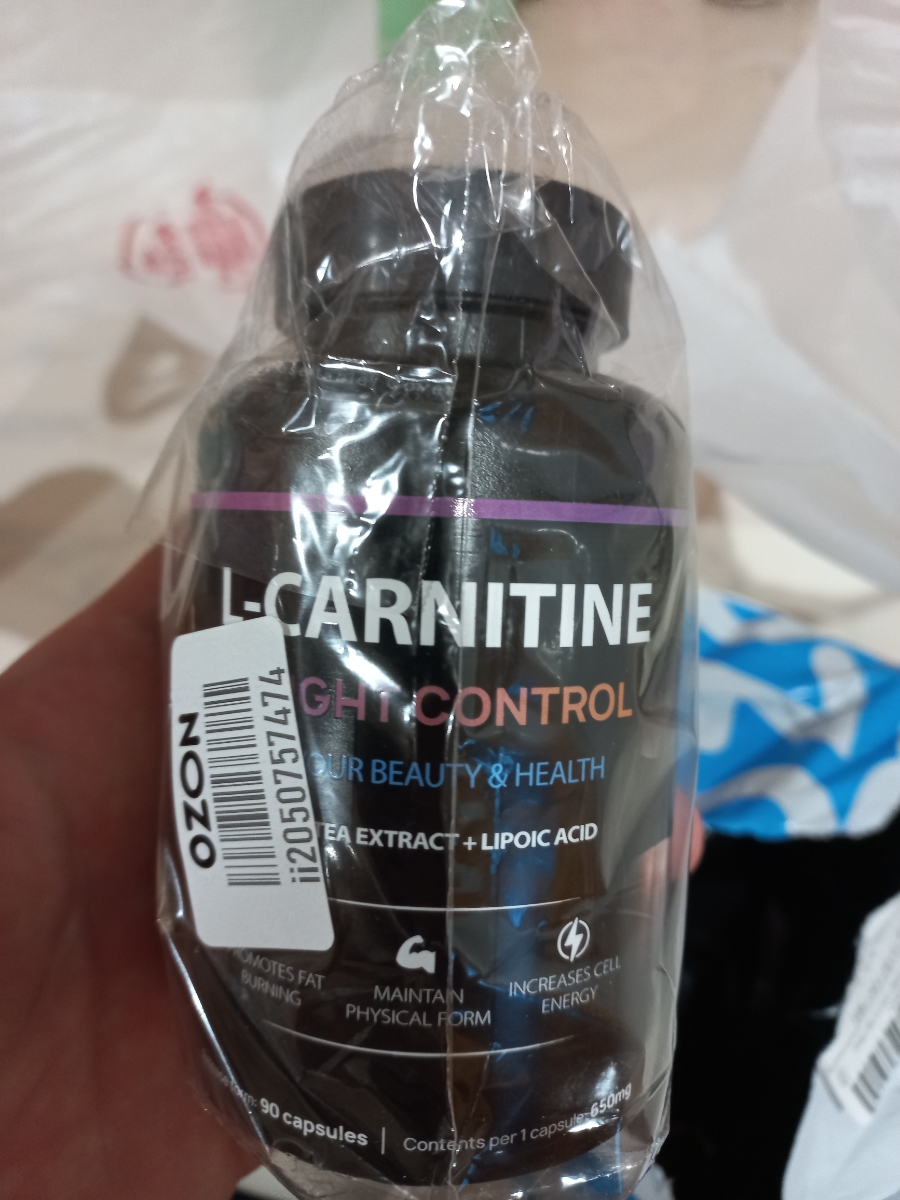 L-CARNITINE
GHT CONTROL
OUR BEAUTY & HEALTH
TEA EXTRACT + LIPOIC ACID
OZON
ii2050757474
OMOTES FAT
BURNING
MAINTAIN
PHYSICAL FORM
INCREASES CELL
ENERGY
90 capsules | Contents per 1 capsule: 650mg